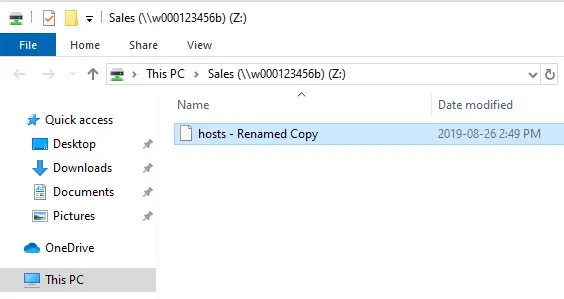 Sales (\\w000123456b) (Z:)
File Home Share View
This PC Sales (\\w000123456b) (Z:)
Name Date modified
Quick access
hosts - Renamed Copy 2019-08-26 2:49 PM
Desktop
Downloads
Documents
Pictures
OneDrive
This PC